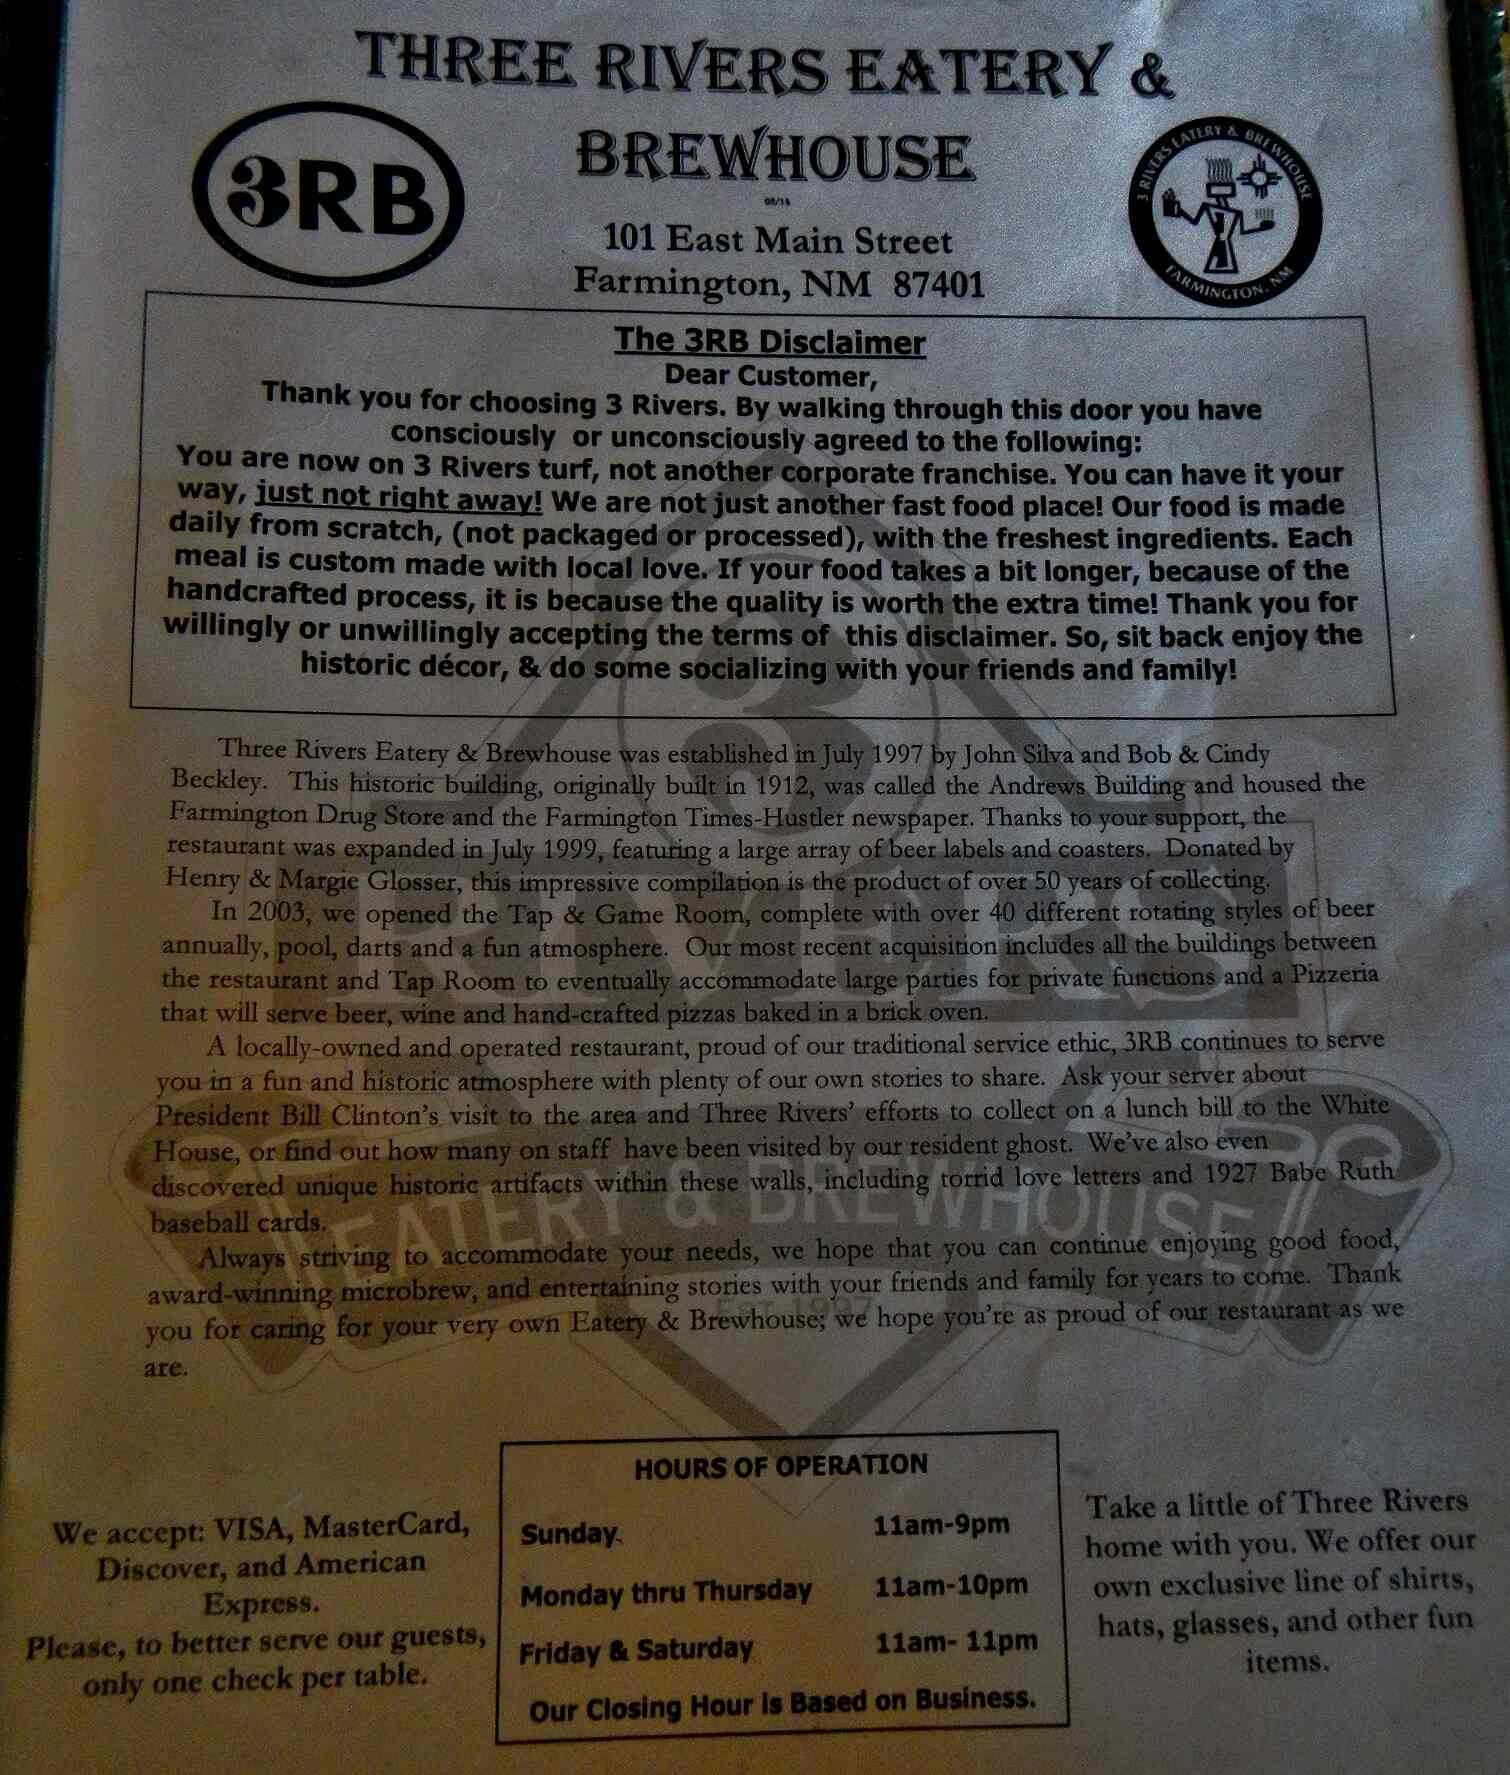 THREE RIVERS EATERY &
BREWHOUSE
3RB
3 RIVERS EATERY & BREWHOUSE
FARMINGTON, NM
101 East Main Street
Farmington, NM 87401
The 3RB Disclaimer
Dear Customer,
Thank you for choosing 3 Rivers. By walking through this door you have
consciously or unconsciously agreed to the following:
You are now on 3 Rivers turf, not another corporate franchise. You can have it your
way, just not right away! We are not just another fast food place! Our food is made
daily from scratch, (not packaged or processed), with the freshest ingredients. Each
meal is custom made with local love. If your food takes a bit longer, because of the
handcrafted process, it is because the quality is worth the extra time! Thank you for
willingly or unwillingly accepting the terms of this disclaimer. So, sit back enjoy the
historic décor, & do some socializing with your friends and family!
Three Rivers Eatery & Brewhouse was established in July 1997 by John Silva and Bob & Cindy
Beckley. This historic building, originally built in 1912, was called the Andrews Building and housed the
Farmington Drug Store and the Farmington Times-Hustler newspaper. Thanks to your support, the
restaurant was expanded in July 1999, featuring a large array of beer labels and coasters. Donated by
Henry & Margie Glosser, this impressive compilation is the product of over 50 years of collecting.
In 2003, we opened the Tap & Game Room, complete with over 40 different rotating styles of beer
annually, pool, darts and a fun atmosphere. Our most recent acquisition includes all the buildings between
the restaurant and Tap Room to eventually accommodate large parties for private functions and a Pizzeria
that will serve beer, wine and hand-crafted pizzas baked in a brick oven.
A locally-owned and operated restaurant, proud of our traditional service ethic, 3RB continues to serve
you in a fun and historic atmosphere with plenty of our own stories to share. Ask your server about
President Bill Clinton's visit to the area and Three Rivers' efforts to collect on a lunch bill to the White
House, or find out how many on staff have been visited by our resident ghost. We've also even
discovered unique historic artifacts within these walls, including torrid love letters and 1927 Babe Ruth
baseball cards.
Always striving to accommodate your needs, we hope that you can continue enjoying good food,
award-winning microbrew, and entertaining stories with your friends and family for years to come. Thank
you for caring for your very own Eatery & Brewhouse; we hope you're as proud of our restaurant as we
are.
3
RIVERS
EATERY & BREWHOUSE
EST 1997
We accept: VISA, MasterCard,
Discover, and American
Express.
Please, to better serve our guests,
only one check per table.
HOURS OF OPERATION
Sunday 11am-9pm
Monday thru Thursday 11am-10pm
Friday & Saturday 11am- 11pm
Our Closing Hour is Based on Business.
Take a little of Three Rivers
home with you. We offer our
own exclusive line of shirts,
hats, glasses, and other fun
items.